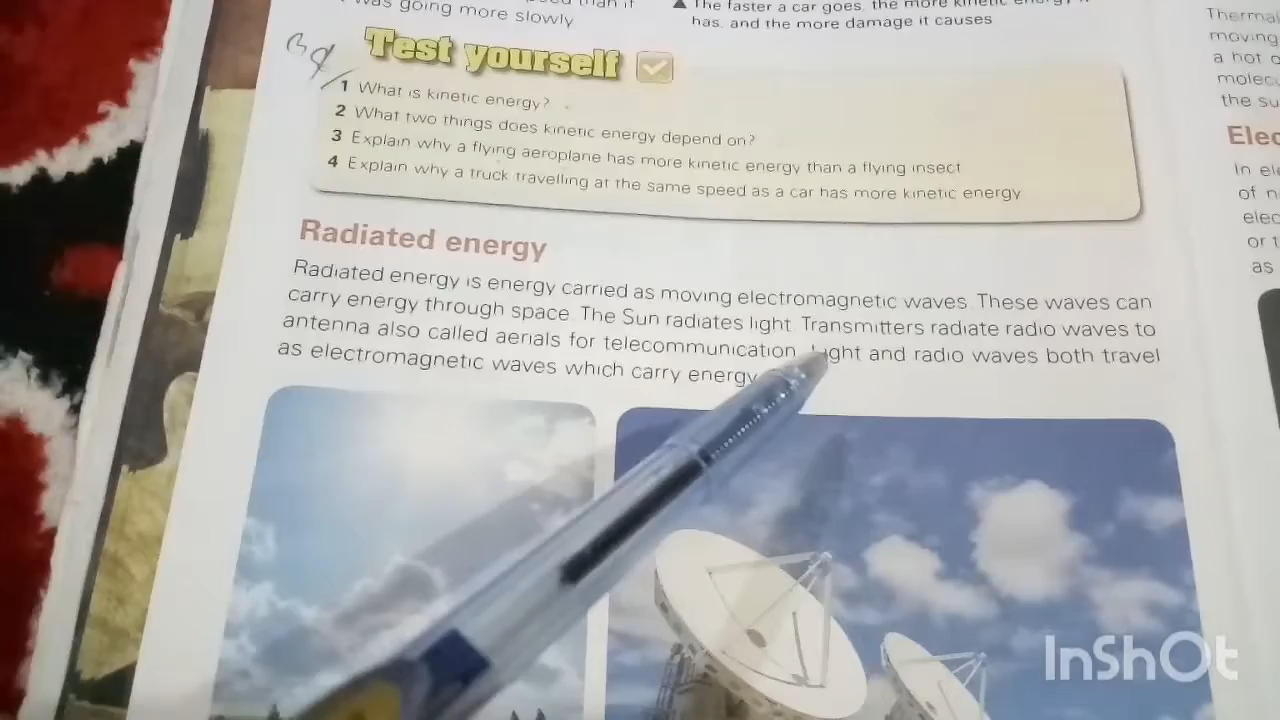 was going more slowly
▲ The faster a car goes, the more kinetic
has, and the more damage it causes
Test yourself
1 What is kinetic energy?
2 What two things does kinetic energy depend on?
3 Explain why a flying aeroplane has more kinetic energy than a flying insect
4 Explain why a truck travelling at the same speed as a car has more kinetic energy
Radiated energy
Radiated energy is energy carried as moving electromagnetic waves. These waves can
carry energy through space. The Sun radiates light. Transmitters radiate radio waves to
antenna also called aerials for telecommunication. Light and radio waves both travel
as electromagnetic waves which carry energy
Therma
moving
a hot
molec
the su
Elec
In ele
of n
elec
or t
as
InShOt